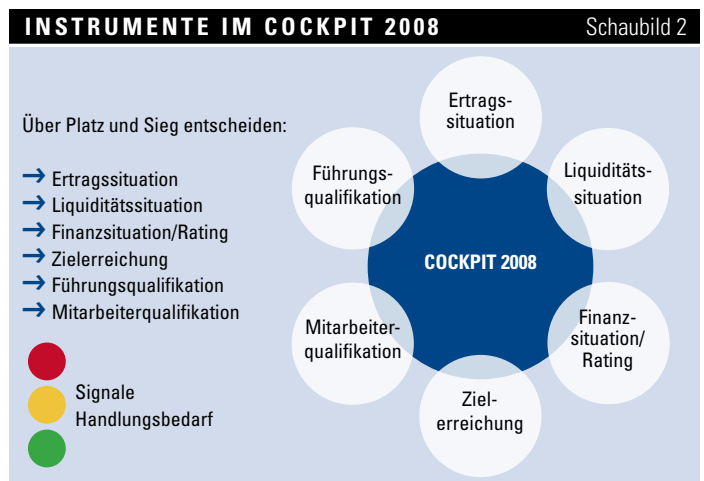 INSTRUMENTE IM COCKPIT 2008 Schaubild 2
Über Platz und Sieg entscheiden:
→ Ertragssituation
→ Liquiditätssituation
→ Finanzsituation/Rating
→ Zielerreichung
→ Führungsqualifikation
→ Mitarbeiterqualifikation
Signale
Handlungsbedarf
Ertrags-
situation
Liquiditäts-
situation
Finanz-
situation/
Rating
Ziel-
erreichung
Mitarbeiter-
qualifikation
Führungs-
qualifikation
COCKPIT 2008